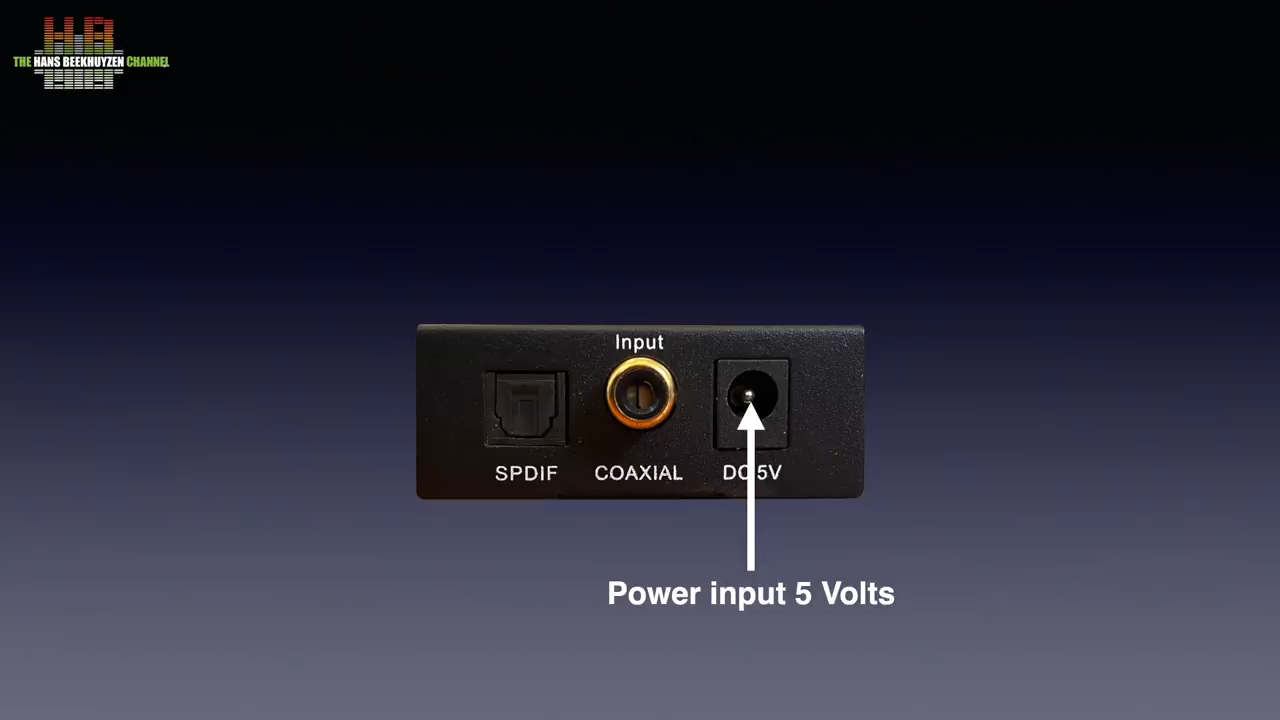 THE HANS BEEKHUYZEN CHANNEL
Input
SPDIF
COAXIAL
DC 5V
Power input 5 Volts